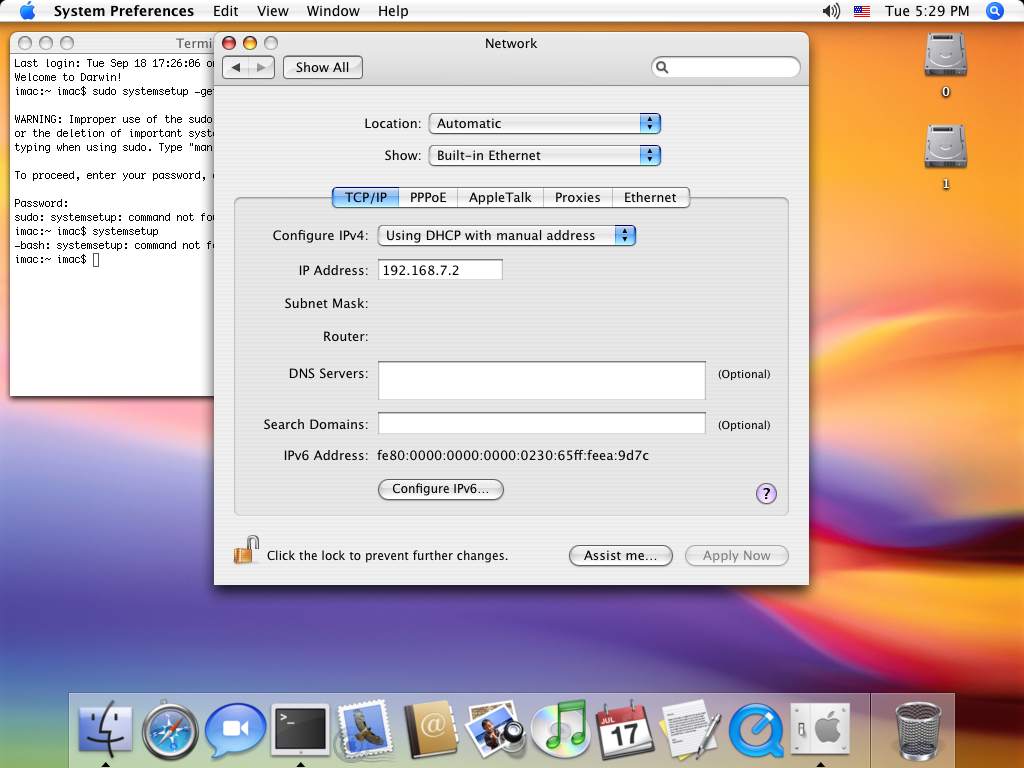 System Preferences Edit View Window Help Tue 5:29 PM
Termi
Last login: Tue Sep 18 17:26:06 o
Welcome to Darwin!
imac:~ imac$ sudo systemsetup -ge
WARNING: Improper use of the sudo
or the deletion of important syst
typing when using sudo. Type "man
To proceed, enter your password,
Password:
sudo: systemsetup: command not fou
imac:~ imac$ systemsetup
-bash: systemsetup: command not f
imac:~ imac$
Network
Show All
Location: Automatic
Show: Built-in Ethernet
TCP/IP PPPoE AppleTalk Proxies Ethernet
Configure IPv4: Using DHCP with manual address
IP Address: 192.168.7.2
Subnet Mask:
Router:
DNS Servers: (Optional)
Search Domains: (Optional)
IPv6 Address: fe80:0000:0000:0000:0230:65ff:feea:9d7c
Configure IPv6...
?
Click the lock to prevent further changes.
Assist me... Apply Now
0
1
>_
@
JUL
17